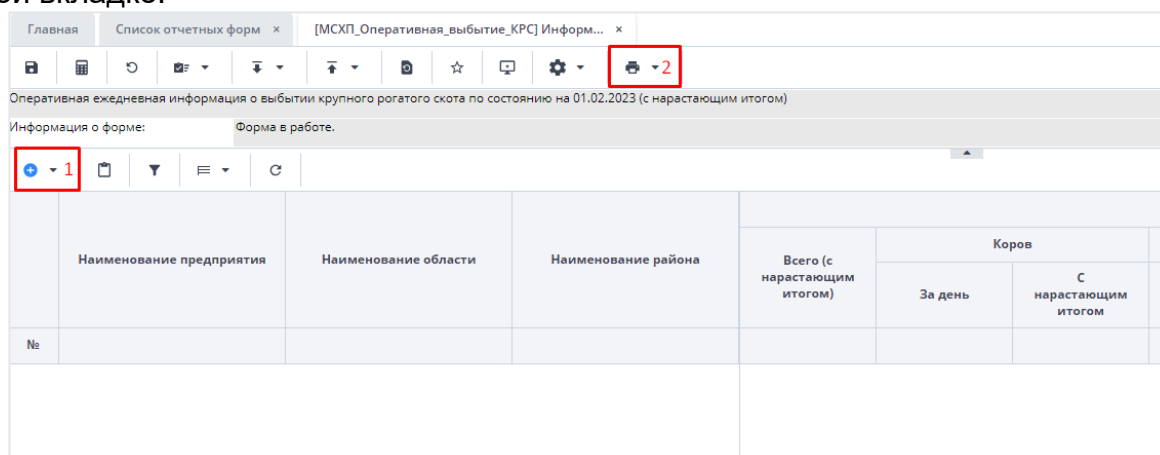 вкладке.
Главная Список отчетных форм × [МСХП_Оперативная_выбытие_КРС] Информ... ×
2
Оперативная ежедневная информация о выбытии крупного рогатого скота по состоянию на 01.02.2023 (с нарастающим итогом)
Информация о форме: Форма в работе.
1
Наименование предприятия Наименование области Наименование района
Всего (с
нарастающим
итогом)
Коров
За день
С
нарастающим
итогом
№